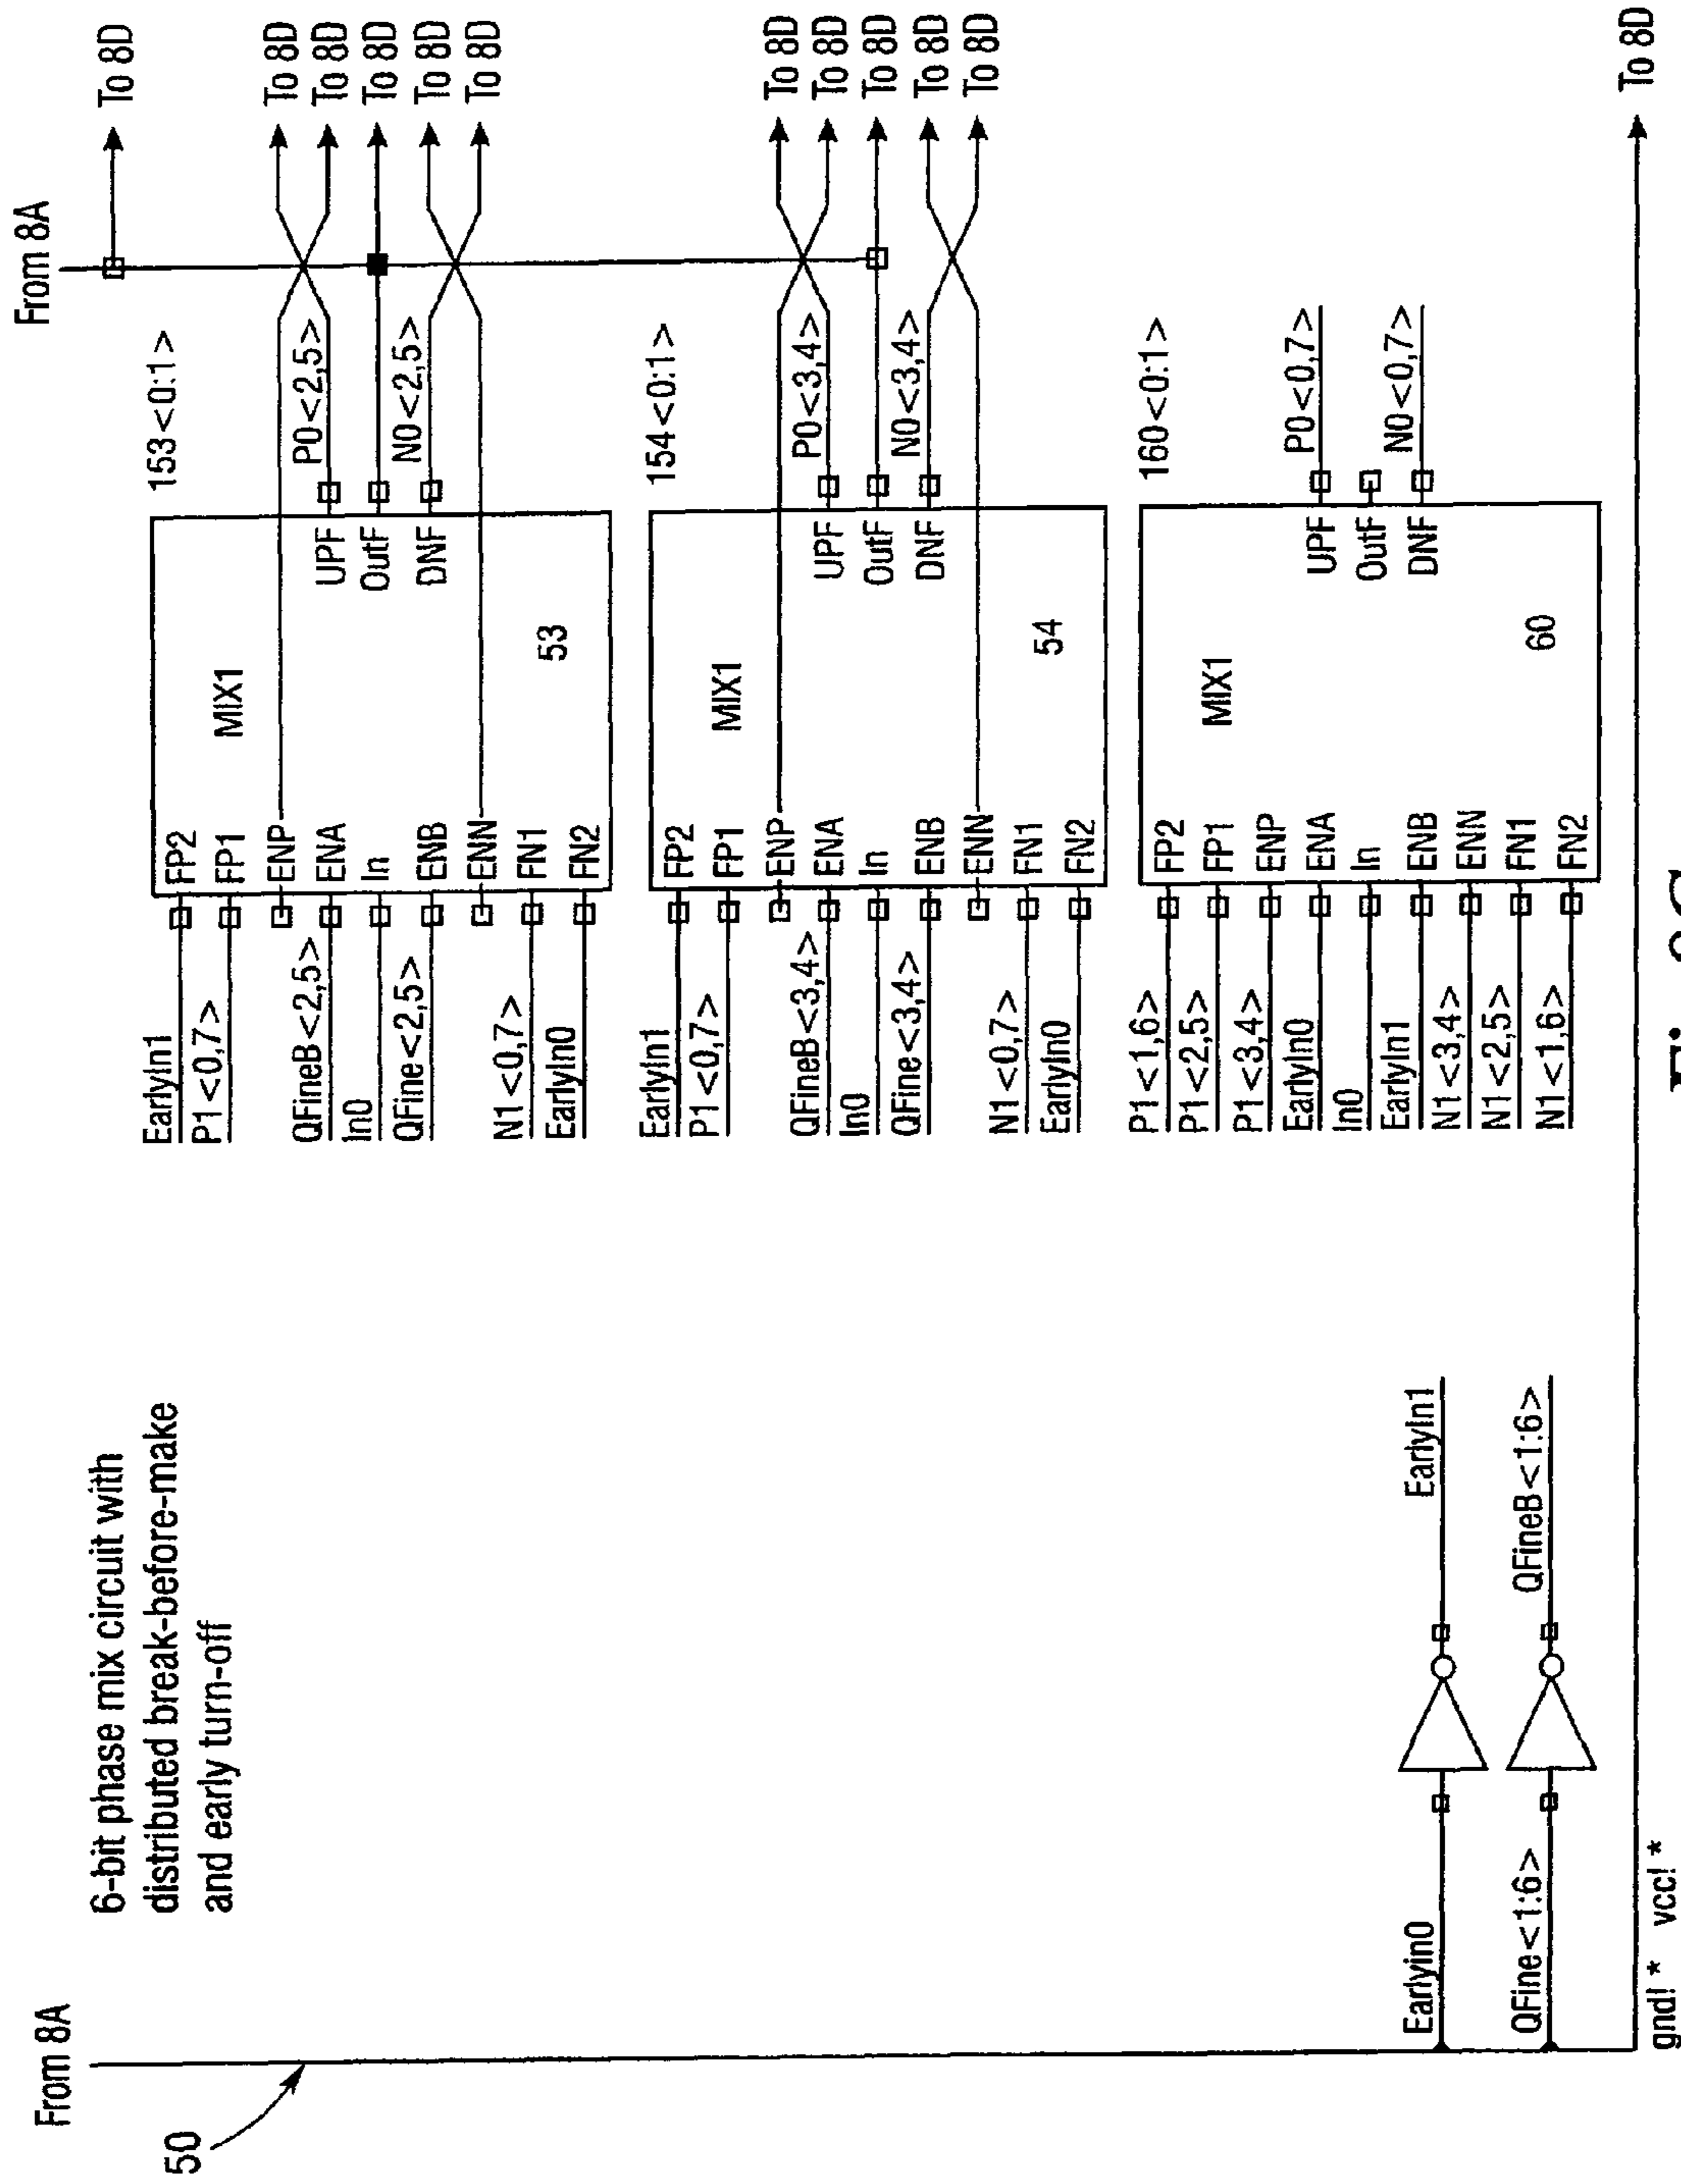 From 8A
50
6-bit phase mix circuit with
distributed break-before-make
and early turn-off
From 8A
To 8D
153<0:1>
EarlyIn1
P1<0,7>
QFineB<2,5>
In0
QFine<2,5>
N1<0,7>
EarlyIn0
FP2
FP1
ENP
ENA
In
ENB
ENN
FN1
FN2
MIX1
53
UPF
OutF
DNF
P0<2,5>
N0<2,5>
To 8D
To 8D
To 8D
To 8D
To 8D
154<0:1>
EarlyIn1
P1<0,7>
QFineB<3,4>
In0
QFine<3,4>
N1<0,7>
EarlyIn0
FP2
FP1
ENP
ENA
In
ENB
ENN
FN1
FN2
MIX1
54
UPF
OutF
DNF
P0<3,4>
N0<3,4>
To 8D
To 8D
To 8D
To 8D
To 8D
160<0:1>
P1<1,6>
P1<2,5>
P1<3,4>
EarlyIn0
In0
EarlyIn1
N1<3,4>
N1<2,5>
N1<1,6>
FP2
FP1
ENP
ENA
In
ENB
ENN
FN1
FN2
MIX1
60
UPF
OutF
DNF
P0<0,7>
N0<0,7>
Earlyin0
EarlyIn1
QFine<1:6>
QFineB<1:6>
To 8D
gnd! * vcc! *